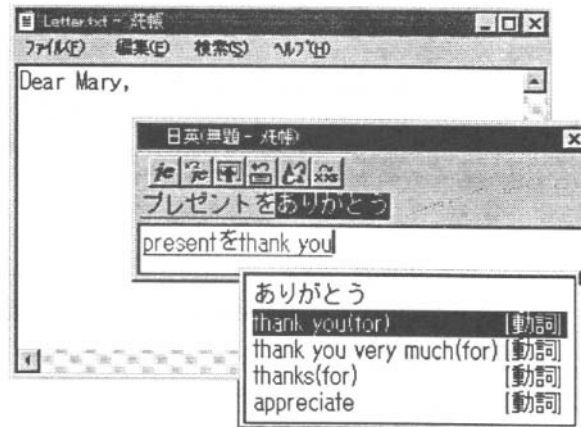 Letter.txt - メモ帳
ファイル(F) 編集(E) 検索(S) ヘルプ(H)
Dear Mary,
日英(無題 - メモ帳)
プレゼントをありがとう
presentをthank you
ありがとう
thank you(for) [動詞]
thank you very much(for) [動詞]
thanks(for) [動詞]
appreciate [動詞]